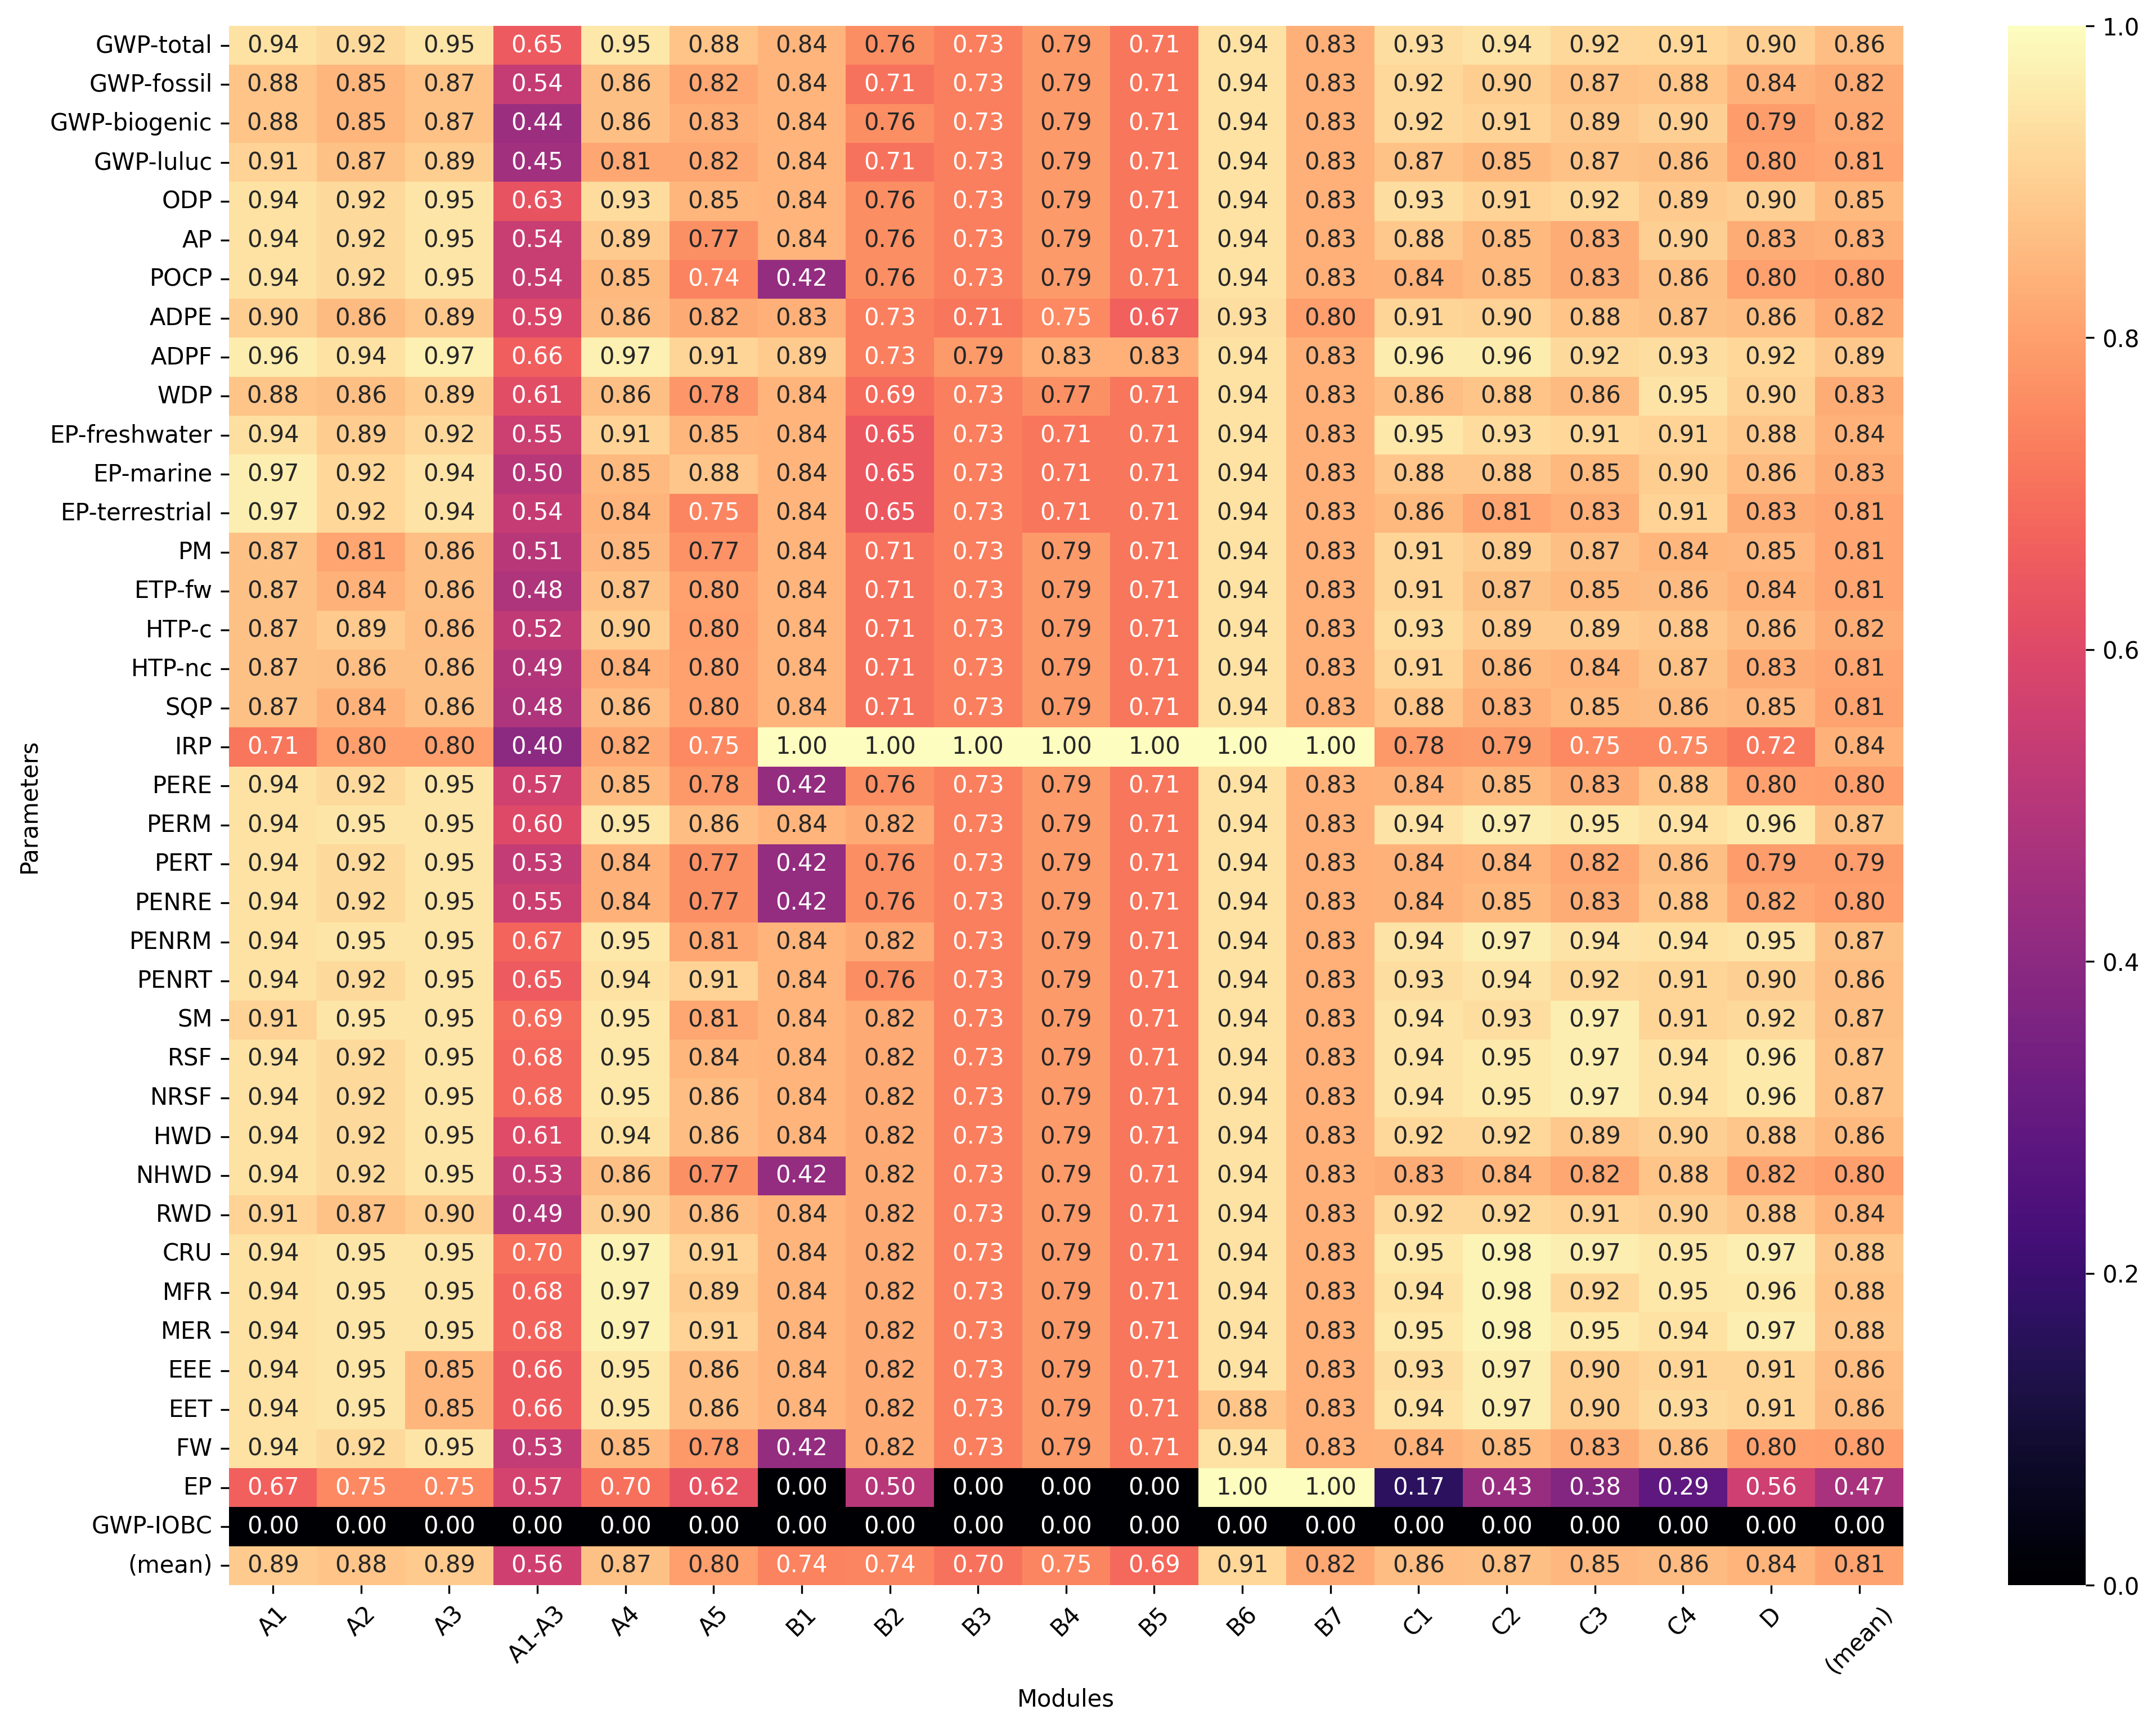 GWP-total 0.94 0.92 0.95 0.65 0.95 0.88 0.84 0.76 0.73 0.79 0.71 0.94 0.83 0.93 0.94 0.92 0.91 0.90 0.86
GWP-fossil 0.88 0.85 0.87 0.54 0.86 0.82 0.84 0.71 0.73 0.79 0.71 0.94 0.83 0.92 0.90 0.87 0.88 0.84 0.82
GWP-biogenic 0.88 0.85 0.87 0.44 0.86 0.83 0.84 0.76 0.73 0.79 0.71 0.94 0.83 0.92 0.91 0.89 0.90 0.79 0.82
GWP-luluc 0.91 0.87 0.89 0.45 0.81 0.82 0.84 0.71 0.73 0.79 0.71 0.94 0.83 0.87 0.85 0.87 0.86 0.80 0.81
ODP 0.94 0.92 0.95 0.63 0.93 0.85 0.84 0.76 0.73 0.79 0.71 0.94 0.83 0.93 0.91 0.92 0.89 0.90 0.85
AP 0.94 0.92 0.95 0.54 0.89 0.77 0.84 0.76 0.73 0.79 0.71 0.94 0.83 0.88 0.85 0.83 0.90 0.83 0.83
POCP 0.94 0.92 0.95 0.54 0.85 0.74 0.42 0.76 0.73 0.79 0.71 0.94 0.83 0.84 0.85 0.83 0.86 0.80 0.80
ADPE 0.90 0.86 0.89 0.59 0.86 0.82 0.83 0.73 0.71 0.75 0.67 0.93 0.80 0.91 0.90 0.88 0.87 0.86 0.82
ADPF 0.96 0.94 0.97 0.66 0.97 0.91 0.89 0.73 0.79 0.83 0.83 0.94 0.83 0.96 0.96 0.92 0.93 0.92 0.89
WDP 0.88 0.86 0.89 0.61 0.86 0.78 0.84 0.69 0.73 0.77 0.71 0.94 0.83 0.86 0.88 0.86 0.95 0.90 0.83
EP-freshwater 0.94 0.89 0.92 0.55 0.91 0.85 0.84 0.65 0.73 0.71 0.71 0.94 0.83 0.95 0.93 0.91 0.91 0.88 0.84
EP-marine 0.97 0.92 0.94 0.50 0.85 0.88 0.84 0.65 0.73 0.71 0.71 0.94 0.83 0.88 0.88 0.85 0.90 0.86 0.83
EP-terrestrial 0.97 0.92 0.94 0.54 0.84 0.75 0.84 0.65 0.73 0.71 0.71 0.94 0.83 0.86 0.81 0.83 0.91 0.83 0.81
PM 0.87 0.81 0.86 0.51 0.85 0.77 0.84 0.71 0.73 0.79 0.71 0.94 0.83 0.91 0.89 0.87 0.84 0.85 0.81
ETP-fw 0.87 0.84 0.86 0.48 0.87 0.80 0.84 0.71 0.73 0.79 0.71 0.94 0.83 0.91 0.87 0.85 0.86 0.84 0.81
HTP-c 0.87 0.89 0.86 0.52 0.90 0.80 0.84 0.71 0.73 0.79 0.71 0.94 0.83 0.93 0.89 0.89 0.88 0.86 0.82
HTP-nc 0.87 0.86 0.86 0.49 0.84 0.80 0.84 0.71 0.73 0.79 0.71 0.94 0.83 0.91 0.86 0.84 0.87 0.83 0.81
SQP 0.87 0.84 0.86 0.48 0.86 0.80 0.84 0.71 0.73 0.79 0.71 0.94 0.83 0.88 0.83 0.85 0.86 0.85 0.81
IRP 0.71 0.80 0.80 0.40 0.82 0.75 1.00 1.00 1.00 1.00 1.00 1.00 1.00 0.78 0.79 0.75 0.75 0.72 0.84
PERE 0.94 0.92 0.95 0.57 0.85 0.78 0.42 0.76 0.73 0.79 0.71 0.94 0.83 0.84 0.85 0.83 0.88 0.80 0.80
PERM 0.94 0.95 0.95 0.60 0.95 0.86 0.84 0.82 0.73 0.79 0.71 0.94 0.83 0.94 0.97 0.95 0.94 0.96 0.87
PERT 0.94 0.92 0.95 0.53 0.84 0.77 0.42 0.76 0.73 0.79 0.71 0.94 0.83 0.84 0.84 0.82 0.86 0.79 0.79
PENRE 0.94 0.92 0.95 0.55 0.84 0.77 0.42 0.76 0.73 0.79 0.71 0.94 0.83 0.84 0.85 0.83 0.88 0.82 0.80
PENRM 0.94 0.95 0.95 0.67 0.95 0.81 0.84 0.82 0.73 0.79 0.71 0.94 0.83 0.94 0.97 0.94 0.94 0.95 0.87
PENRT 0.94 0.92 0.95 0.65 0.94 0.91 0.84 0.76 0.73 0.79 0.71 0.94 0.83 0.93 0.94 0.92 0.91 0.90 0.86
SM 0.91 0.95 0.95 0.69 0.95 0.81 0.84 0.82 0.73 0.79 0.71 0.94 0.83 0.94 0.93 0.97 0.91 0.92 0.87
RSF 0.94 0.92 0.95 0.68 0.95 0.84 0.84 0.82 0.73 0.79 0.71 0.94 0.83 0.94 0.95 0.97 0.94 0.96 0.87
NRSF 0.94 0.92 0.95 0.68 0.95 0.86 0.84 0.82 0.73 0.79 0.71 0.94 0.83 0.94 0.95 0.97 0.94 0.96 0.87
HWD 0.94 0.92 0.95 0.61 0.94 0.86 0.84 0.82 0.73 0.79 0.71 0.94 0.83 0.92 0.92 0.89 0.90 0.88 0.86
NHWD 0.94 0.92 0.95 0.53 0.86 0.77 0.42 0.82 0.73 0.79 0.71 0.94 0.83 0.83 0.84 0.82 0.88 0.82 0.80
RWD 0.91 0.87 0.90 0.49 0.90 0.86 0.84 0.82 0.73 0.79 0.71 0.94 0.83 0.92 0.92 0.91 0.90 0.88 0.84
CRU 0.94 0.95 0.95 0.70 0.97 0.91 0.84 0.82 0.73 0.79 0.71 0.94 0.83 0.95 0.98 0.97 0.95 0.97 0.88
MFR 0.94 0.95 0.95 0.68 0.97 0.89 0.84 0.82 0.73 0.79 0.71 0.94 0.83 0.94 0.98 0.92 0.95 0.96 0.88
MER 0.94 0.95 0.95 0.68 0.97 0.91 0.84 0.82 0.73 0.79 0.71 0.94 0.83 0.95 0.98 0.95 0.94 0.97 0.88
EEE 0.94 0.95 0.85 0.66 0.95 0.86 0.84 0.82 0.73 0.79 0.71 0.94 0.83 0.93 0.97 0.90 0.91 0.91 0.86
EET 0.94 0.95 0.85 0.66 0.95 0.86 0.84 0.82 0.73 0.79 0.71 0.88 0.83 0.94 0.97 0.90 0.93 0.91 0.86
FW 0.94 0.92 0.95 0.53 0.85 0.78 0.42 0.82 0.73 0.79 0.71 0.94 0.83 0.84 0.85 0.83 0.86 0.80 0.80
EP 0.67 0.75 0.75 0.57 0.70 0.62 0.00 0.50 0.00 0.00 0.00 1.00 1.00 0.17 0.43 0.38 0.29 0.56 0.47
GWP-IOBC 0.00 0.00 0.00 0.00 0.00 0.00 0.00 0.00 0.00 0.00 0.00 0.00 0.00 0.00 0.00 0.00 0.00 0.00 0.00
(mean) 0.89 0.88 0.89 0.56 0.87 0.80 0.74 0.74 0.70 0.75 0.69 0.91 0.82 0.86 0.87 0.85 0.86 0.84 0.81
A1 A2 A3 A1-A3 A4 A5 B1 B2 B3 B4 B5 B6 B7 C1 C2 C3 C4 D (mean)
Modules
Parameters
1.0
0.8
0.6
0.4
0.2
0.0